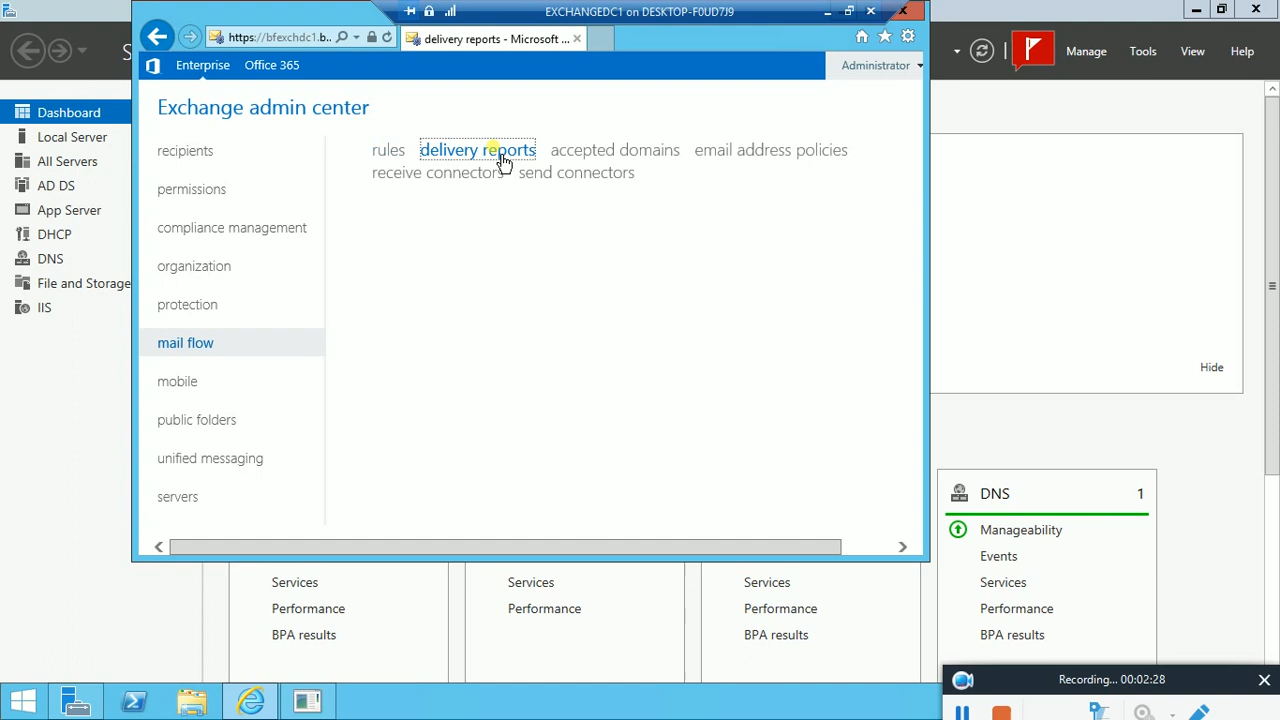 EXCHANGEDC1 on DESKTOP-F0UD7J9
https://bfexchdc1.b...
delivery reports - Microsoft ...
Enterprise
Office 365
Administrator
Exchange admin center
recipients
permissions
compliance management
organization
protection
mail flow
mobile
public folders
unified messaging
servers
rules delivery reports accepted domains email address policies
receive connectors send connectors
S
Manage Tools View Help
Dashboard
Local Server
All Servers
AD DS
App Server
DHCP
DNS
File and Storage
IIS
Hide
Services
Performance
BPA results
Services
Performance
Services
Performance
BPA results
DNS 1
Manageability
Events
Services
Performance
BPA results
Recording... 00:02:28